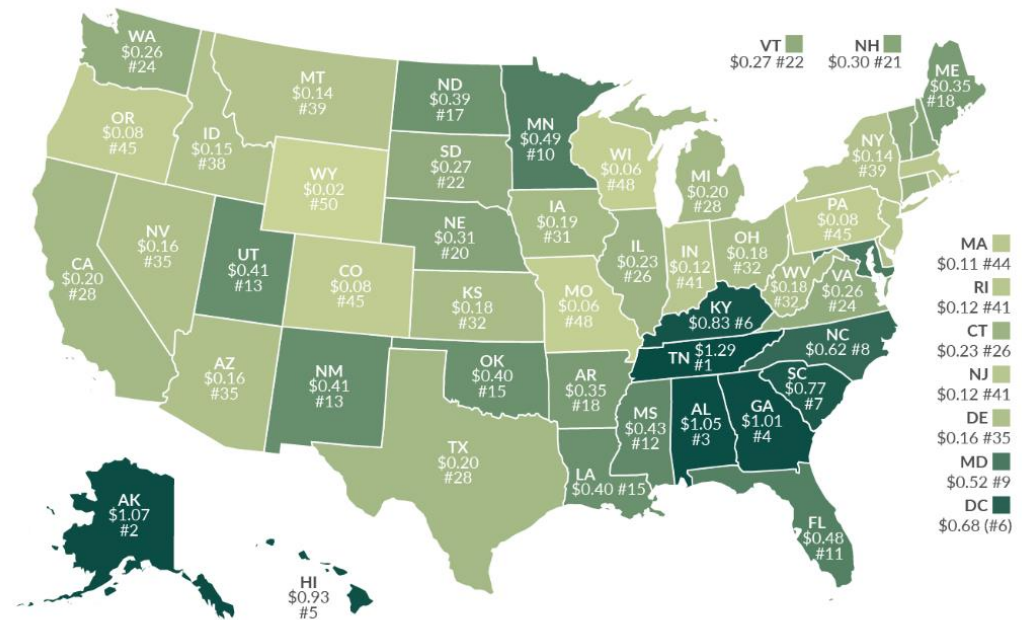 WA
$0.26
#24
OR
$0.08
#45
CA
$0.20
#28
NV
$0.16
#35
ID
$0.15
#38
MT
$0.14
#39
WY
$0.02
#50
UT
$0.41
#13
AZ
$0.16
#35
CO
$0.08
#45
NM
$0.41
#13
ND
$0.39
#17
SD
$0.27
#22
NE
$0.31
#20
KS
$0.18
#32
OK
$0.40
#15
TX
$0.20
#28
MN
$0.49
#10
IA
$0.19
#31
MO
$0.06
#48
AR
$0.35
#18
LA
$0.40 #15
WI
$0.06
#48
IL
$0.23
#26
MI
$0.20
#28
IN
$0.12
#41
OH
$0.18
#32
KY
$0.83 #6
TN $1.29
#1
MS
$0.43
#12
AL
$1.05
#3
GA
$1.01
#4
FL
$0.48
#11
SC
$0.77
#7
NC
$0.62 #8
WV
$0.18
#32
VA
$0.26
#24
PA
$0.08
#45
NY
$0.14
#39
ME
$0.35
#18
VT
$0.27 #22
NH
$0.30 #21
MA
$0.11 #44
RI
$0.12 #41
CT
$0.23 #26
NJ
$0.12 #41
DE
$0.16 #35
MD
$0.52 #9
DC
$0.68 (#6)
AK
$1.07
#2
HI
$0.93
#5